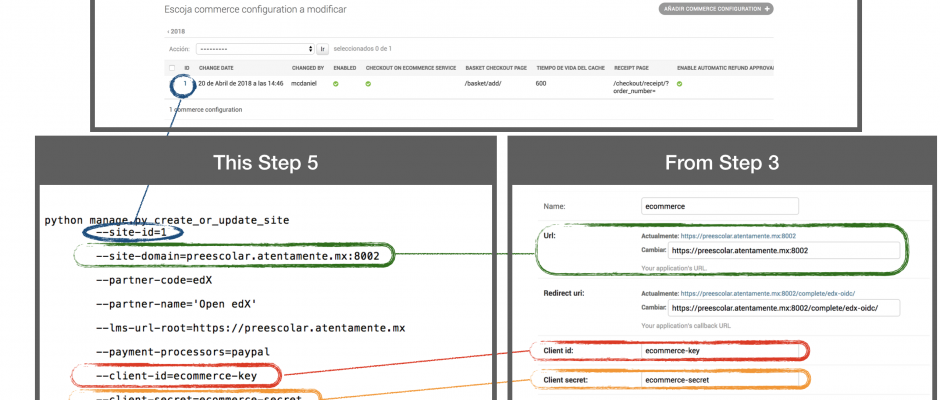 Escoja commerce configuration a modificar
AÑADIR COMMERCE CONFIGURATION +
‹ 2018
Acción: --------- Ir seleccionados 0 de 1
ID CHANGE DATE CHANGED BY ENABLED CHECKOUT ON ECOMMERCE SERVICE BASKET CHECKOUT PAGE TIEMPO DE VIDA DEL CACHE RECEIPT PAGE ENABLE AUTOMATIC REFUND APPROVA
1 20 de Abril de 2018 a las 14:46 mcdaniel /basket/add/ 600 /checkout/receipt/?
order_number=
1 commerce configuration
This Step 5
python manage.py create_or_update_site
--site-id=1
--site-domain=preescolar.atentamente.mx:8002
--partner-code=edX
--partner-name='Open edX'
--lms-url-root=https://preescolar.atentamente.mx
--payment-processors=paypal
--client-id=ecommerce-key
--client-secret=ecommerce-secret
From Step 3
Name: ecommerce
Url: Actualmente: https://preescolar.atentamente.mx:8002
Cambiar: https://preescolar.atentamente.mx:8002
Your application's URL.
Redirect uri: Actualmente: https://preescolar.atentamente.mx:8002/complete/edx-oidc/
Cambiar: https://preescolar.atentamente.mx:8002/complete/edx-oidc/
Your application's callback URL
Client id: ecommerce-key
Client secret: ecommerce-secret